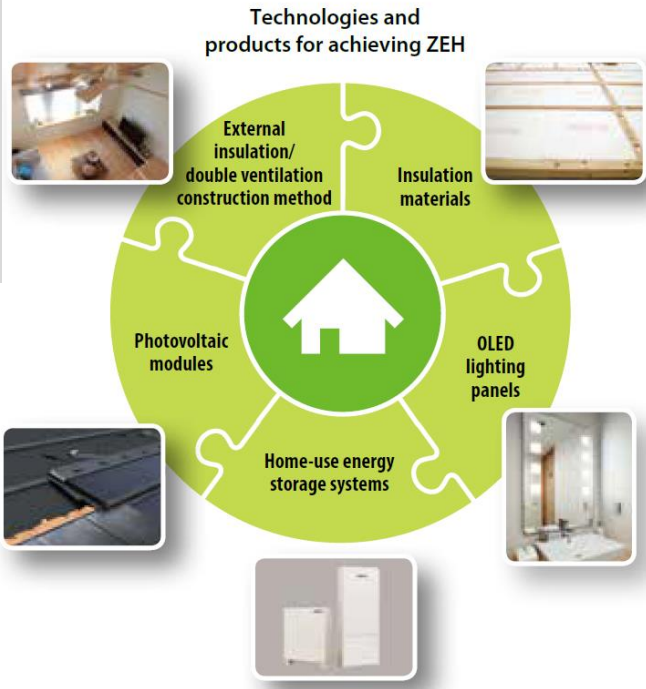 Technologies and
products for achieving ZEH
External
insulation/
double ventilation
construction method
Insulation
materials
Photovoltaic
modules
OLED
lighting
panels
Home-use energy
storage systems